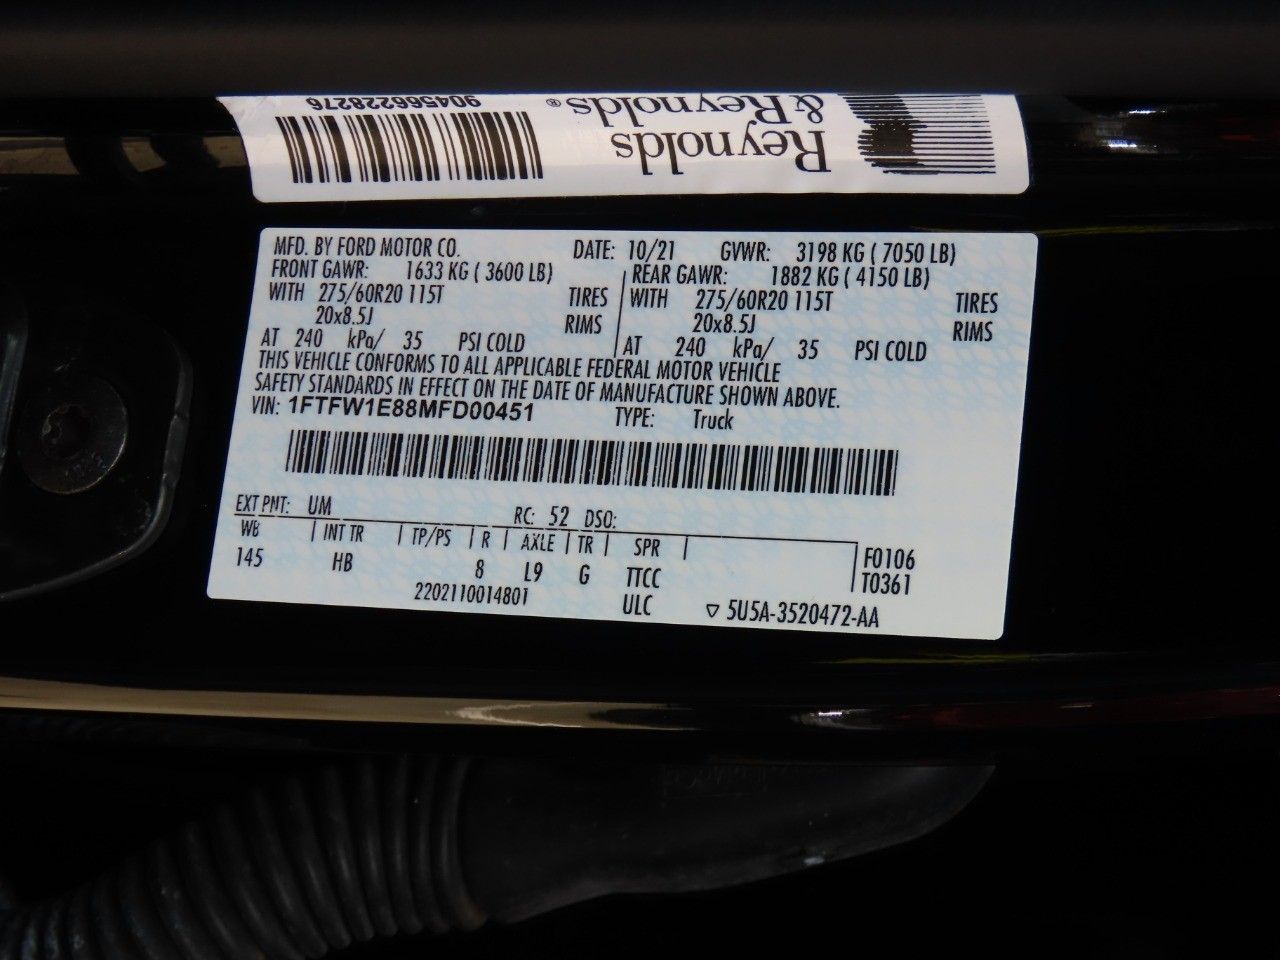 Reynolds
& Reynolds®
904566228276
MFD. BY FORD MOTOR CO. DATE: 10/21 GVWR: 3198 KG ( 7050 LB)
FRONT GAWR: 1633 KG ( 3600 LB) REAR GAWR: 1882 KG ( 4150 LB)
WITH 275/60R20 115T TIRES WITH 275/60R20 115T TIRES
20x8.5J RIMS 20x8.5J RIMS
AT 240 kPa/ 35 PSI COLD AT 240 kPa/ 35 PSI COLD
THIS VEHICLE CONFORMS TO ALL APPLICABLE FEDERAL MOTOR VEHICLE
SAFETY STANDARDS IN EFFECT ON THE DATE OF MANUFACTURE SHOWN ABOVE.
VIN: 1FTFW1E88MFD00451 TYPE: Truck
EXT PNT: UM RC: 52 DSO:
WB INT TR TP/PS R AXLE TR SPR F0106
145 HB 8 L9 G TTCC T0361
2202110014801 ULC ▽ 5U5A-3520472-AA